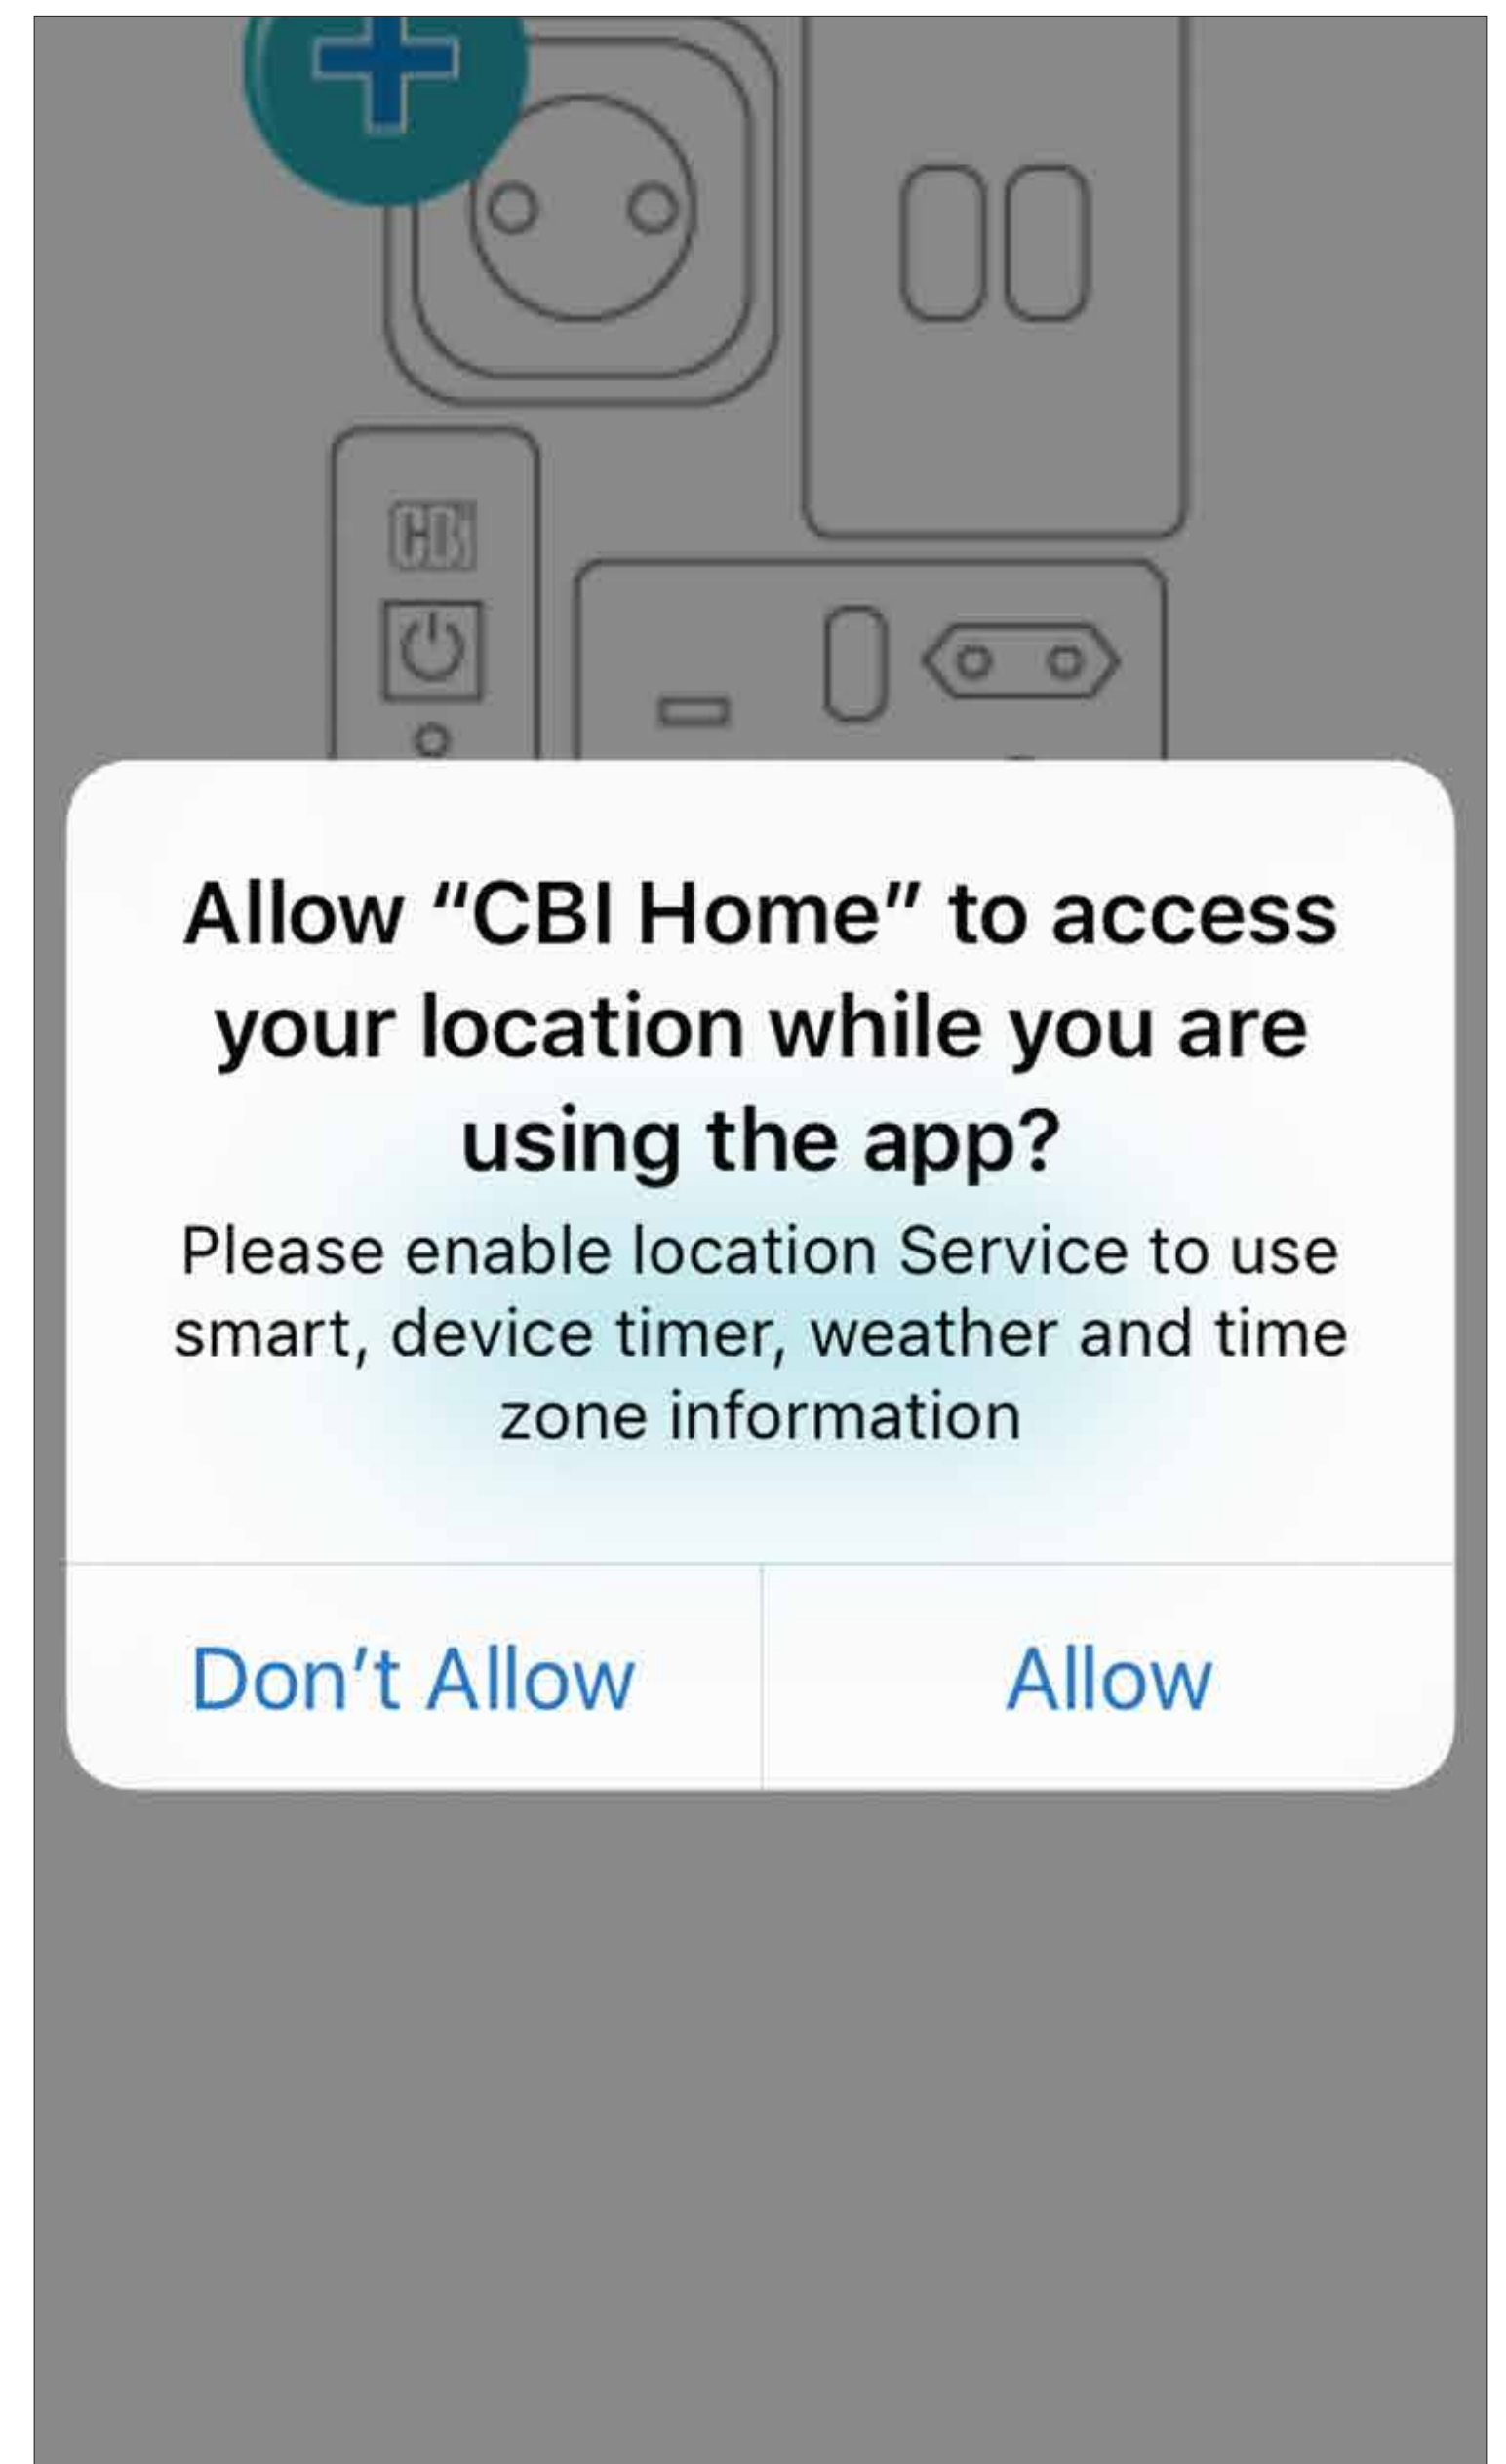 CBi
Allow “CBI Home” to access
your location while you are
using the app?
Please enable location Service to use
smart, device timer, weather and time
zone information
Don’t Allow
Allow